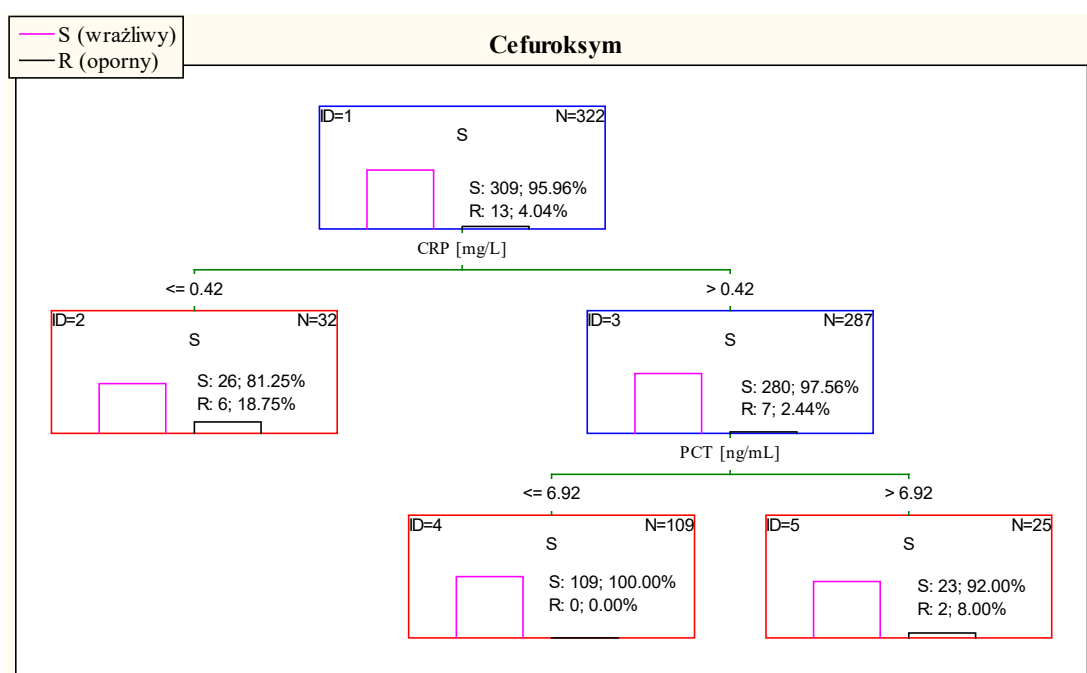 S (wrażliwy)
R (oporny)
Cefuroksym
ID=1 N=322
S
S: 309; 95.96%
R: 13; 4.04%
CRP [mg/L]
<= 0.42 > 0.42
ID=2 N=32
S
S: 26; 81.25%
R: 6; 18.75%
ID=3 N=287
S
S: 280; 97.56%
R: 7; 2.44%
PCT [ng/mL]
<= 6.92 > 6.92
ID=4 N=109
S
S: 109; 100.00%
R: 0; 0.00%
ID=5 N=25
S
S: 23; 92.00%
R: 2; 8.00%